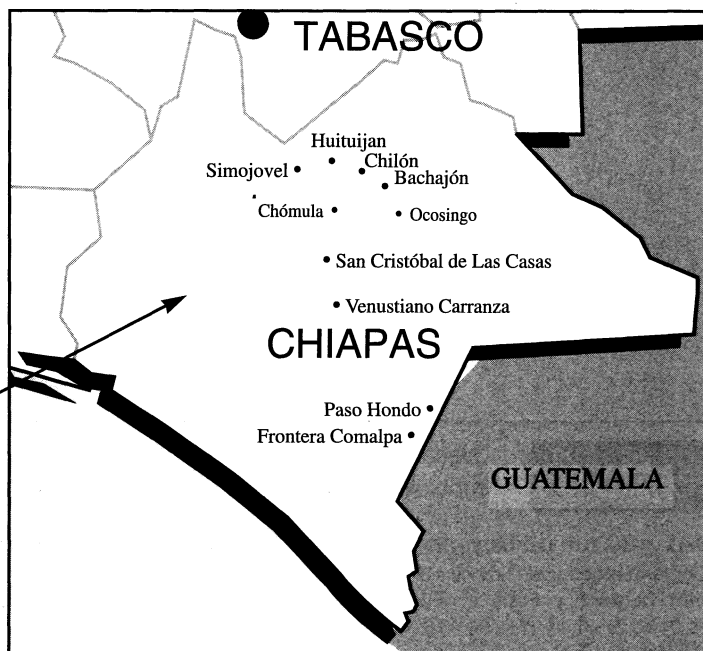 TABASCO
Huituijan
Simojovel
Chilón
Bachajón
Chómula
Ocosingo
San Cristóbal de Las Casas
Venustiano Carranza
CHIAPAS
Paso Hondo
Frontera Comalpa
GUATEMALA